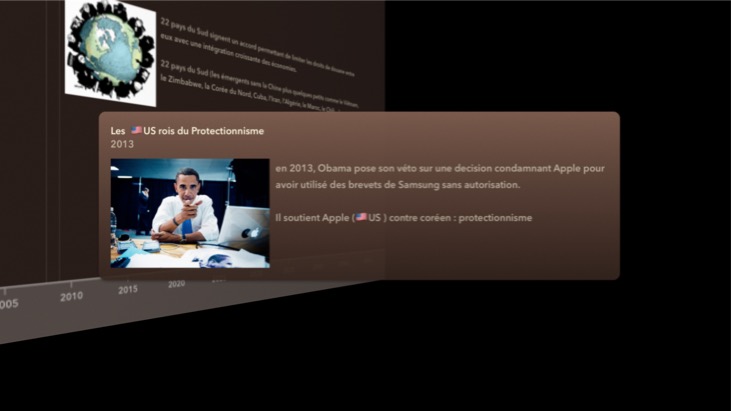 22 pays du Sud signent un accord permettant de limiter les droits de douane entre
eux avec une intégration croissante des économies.
22 pays du Sud (les émergents sans la Chine plus quelques petits comme le Vietnam,
le Zimbabwe, la Corée du Nord, Cuba, l'Iran, l'Algérie, le Maroc, le Chili
Les 🇺🇸US rois du Protectionnisme
2013
en 2013, Obama pose son véto sur une decision condamnant Apple pour
avoir utilisé des brevets de Samsung sans autorisation.
Il soutient Apple (🇺🇸US ) contre coréen : protectionnisme
005
2010
2015
2020